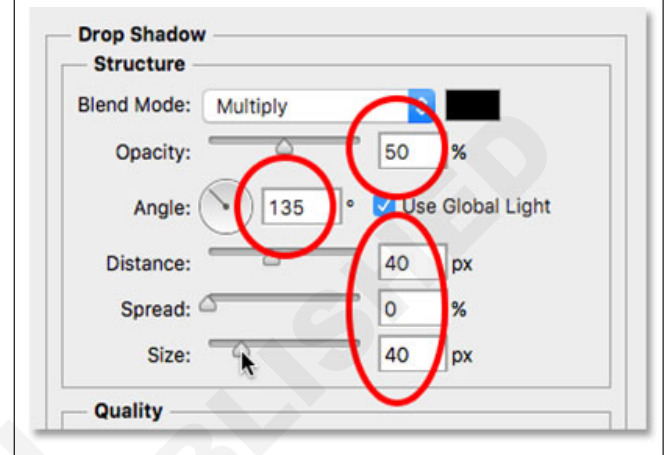 Drop Shadow
Structure
Blend Mode: Multiply
Opacity: 50 %
Angle: 135 ° Use Global Light
Distance: 40 px
Spread: 0 %
Size: 40 px
Quality